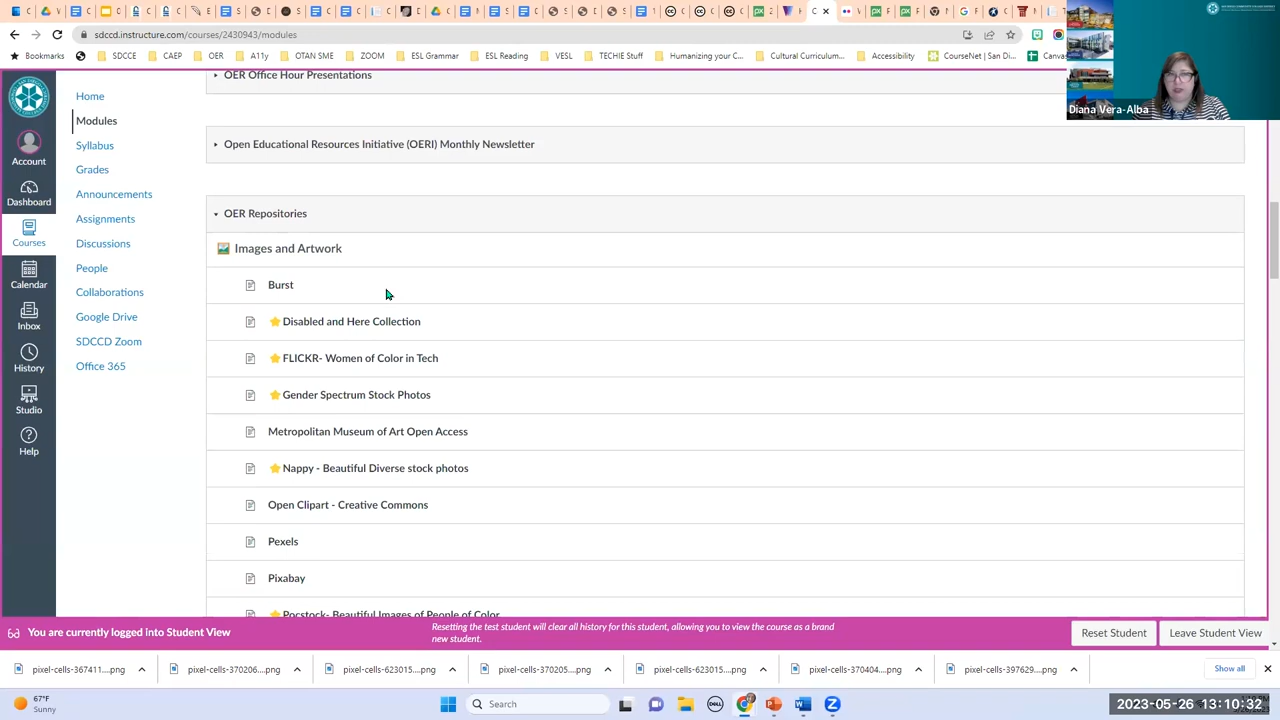 sdccd.instructure.com/courses/2430943/modules
Bookmarks
SDCCE
CAEP
OER
A11y
OTAN SME
ESL Grammar
ESL Reading
VESL
TECHIE Stuff
Humanizing your C...
Cultural Curriculum...
Accessibility
CourseNet | San Di...
Diana Vera-Alba
Account
Dashboard
Courses
Calendar
Inbox
History
Studio
Help
Home
Modules
Syllabus
Grades
Announcements
Assignments
Discussions
People
Collaborations
Google Drive
SDCCD Zoom
Office 365
OER Office Hour Presentations
Open Educational Resources Initiative (OERI) Monthly Newsletter
OER Repositories
Images and Artwork
Burst
Disabled and Here Collection
FLICKR- Women of Color in Tech
Gender Spectrum Stock Photos
Metropolitan Museum of Art Open Access
Nappy - Beautiful Diverse stock photos
Open Clipart - Creative Commons
Pexels
Pixabay
Pocstock- Beautiful Images of People of Color
You are currently logged into Student View
Resetting the test student will clear all history for this student, allowing you to view the course as a brand
new student.
Reset Student
Leave Student View
pixel-cells-367411....png
pixel-cells-370206....png
pixel-cells-623015....png
pixel-cells-370205....png
pixel-cells-623015....png
pixel-cells-370404....png
pixel-cells-397629....png
Show all
67°F
Sunny
Search
2023-05-26 13:10:32